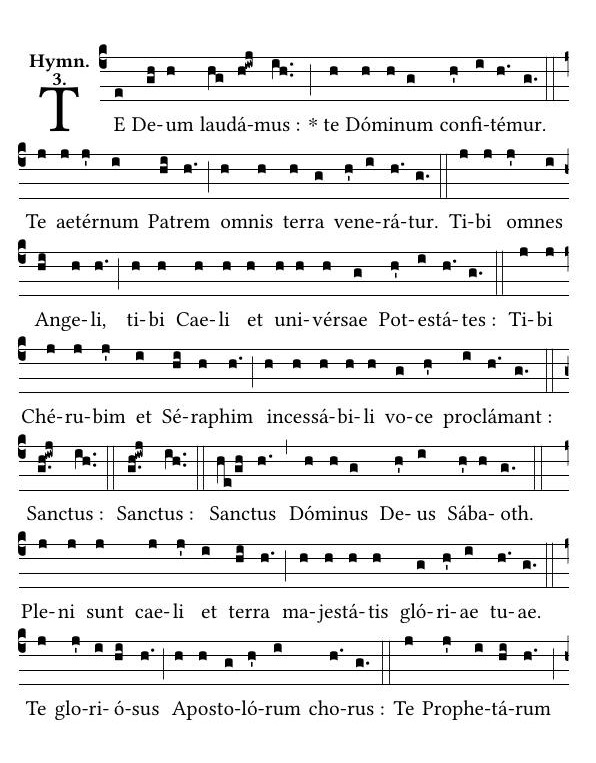 Hymn.
3.
TE De-um laudá-mus : * te Dómi-num confi-témur.
Te aetérnum Patrem omnis terra vene-rá-tur. Ti-bi omnes
Ange-li, ti-bi Cae-li et uni-vérsae Pot-está-tes : Ti-bi
Ché-ru-bim et Sé-raphim incessá-bi-li vo-ce proclámant :
Sanctus : Sanctus : Sanctus Dóminus De-us Sába-oth.
Ple-ni sunt cae-li et terra ma-jestá-tis gló-ri-ae tu-ae.
Te glo-ri-ó-sus Aposto-ló-rum cho-rus : Te Prophe-tá-rum